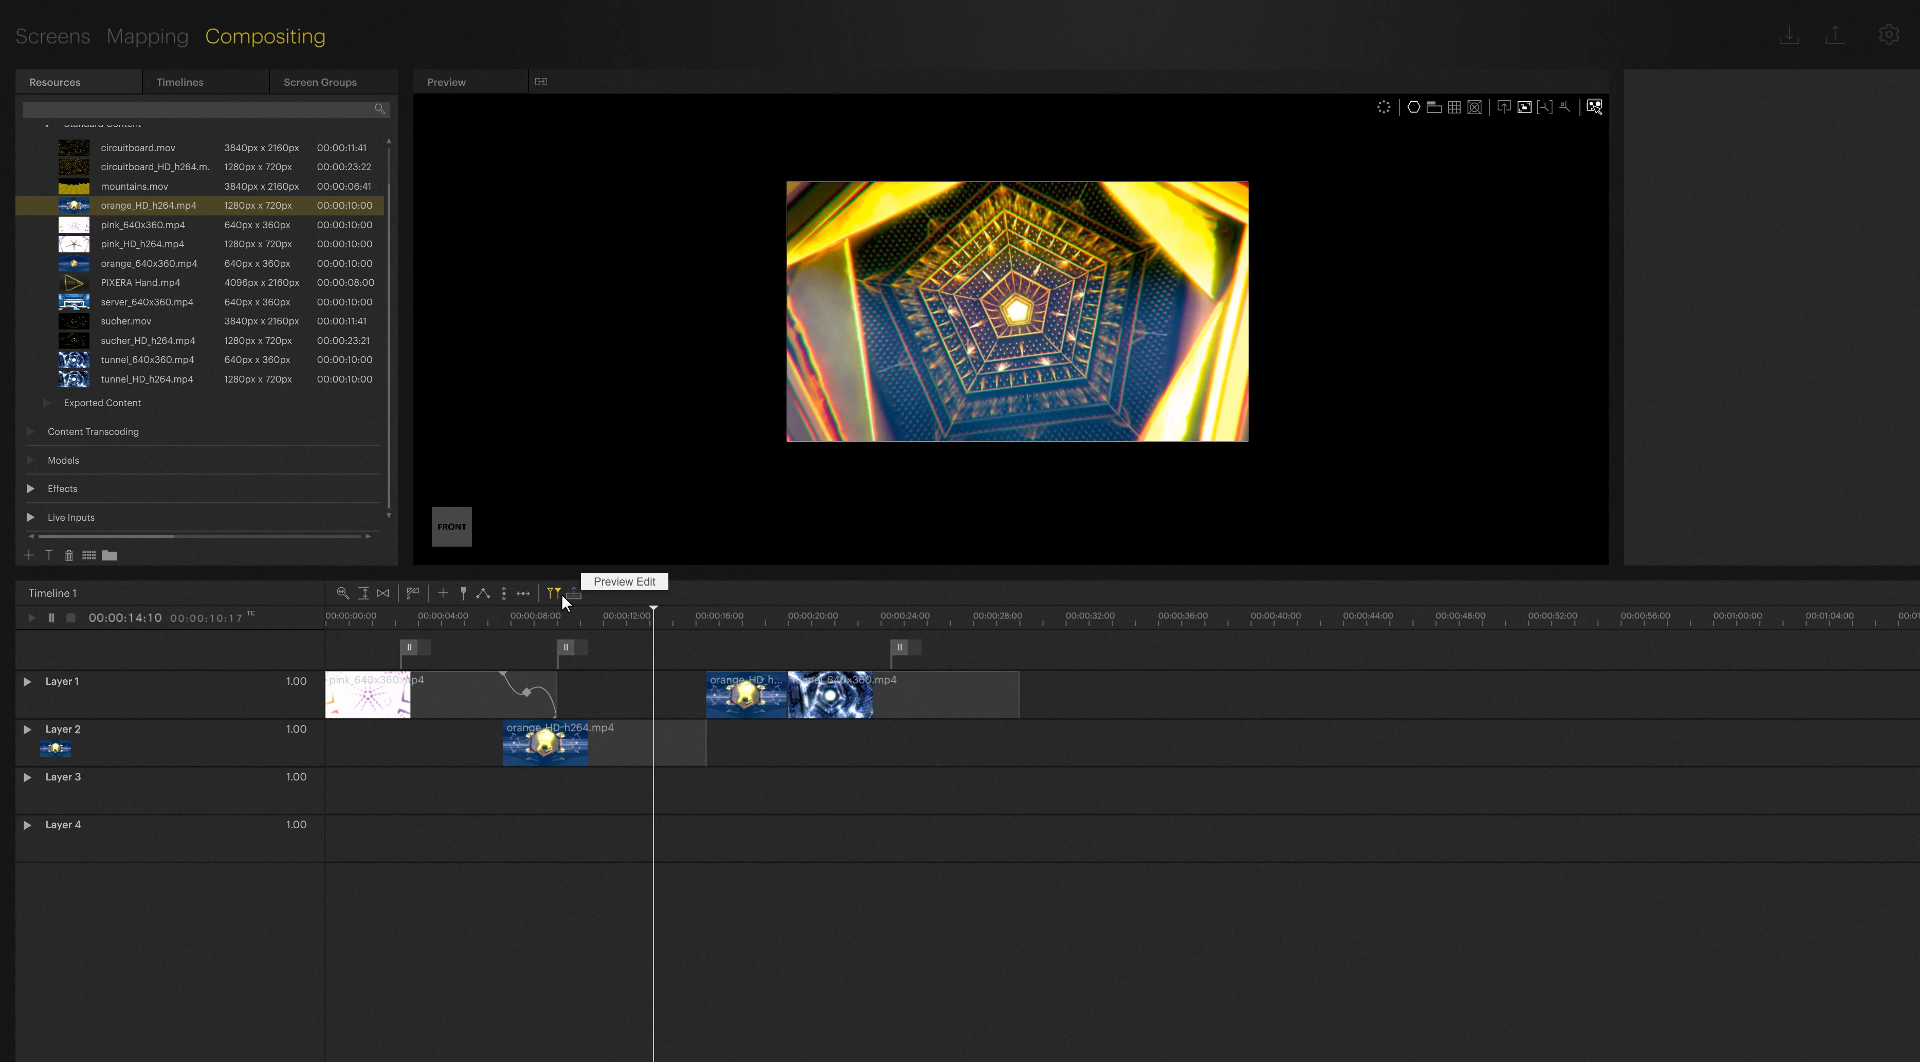 Screens Mapping Compositing
Resources Timelines Screen Groups
Preview
Standard Content
circuitboard.mov 3840px x 2160px 00:00:11:41
circuitboard_HD_h264.m. 1280px x 720px 00:00:23:22
mountains.mov 3840px x 2160px 00:00:06:41
orange_HD_h264.mp4 1280px x 720px 00:00:10:00
pink_640x360.mp4 640px x 360px 00:00:10:00
pink_HD_h264.mp4 1280px x 720px 00:00:10:00
orange_640x360.mp4 640px x 360px 00:00:10:00
PIXERA Hand.mp4 4096px x 2160px 00:00:08:00
server_640x360.mp4 640px x 360px 00:00:10:00
sucher.mov 3840px x 2160px 00:00:11:41
sucher_HD_h264.mp4 1280px x 720px 00:00:23:21
tunnel_640x360.mp4 640px x 360px 00:00:10:00
tunnel_HD_h264.mp4 1280px x 720px 00:00:10:00
Exported Content
Content Transcoding
Models
Effects
Live Inputs
FRONT
Preview Edit
Timeline 1
00:00:14:10 00:00:10:17 TC
00:00:00:00 00:00:04:00 00:00:08:00 00:00:12:00 00:00:16:00 00:00:20:00 00:00:24:00 00:00:28:00 00:00:32:00 00:00:36:00 00:00:40:00 00:00:44:00 00:00:48:00 00:00:52:00 00:00:56:00 00:01:00:00 00:01:04:00 00:0
Layer 1 1.00
pink_640x360.mp4 orange_HD_h... tunnel_640x360.mp4
Layer 2 1.00
orange_HD_h264.mp4
Layer 3 1.00
Layer 4 1.00